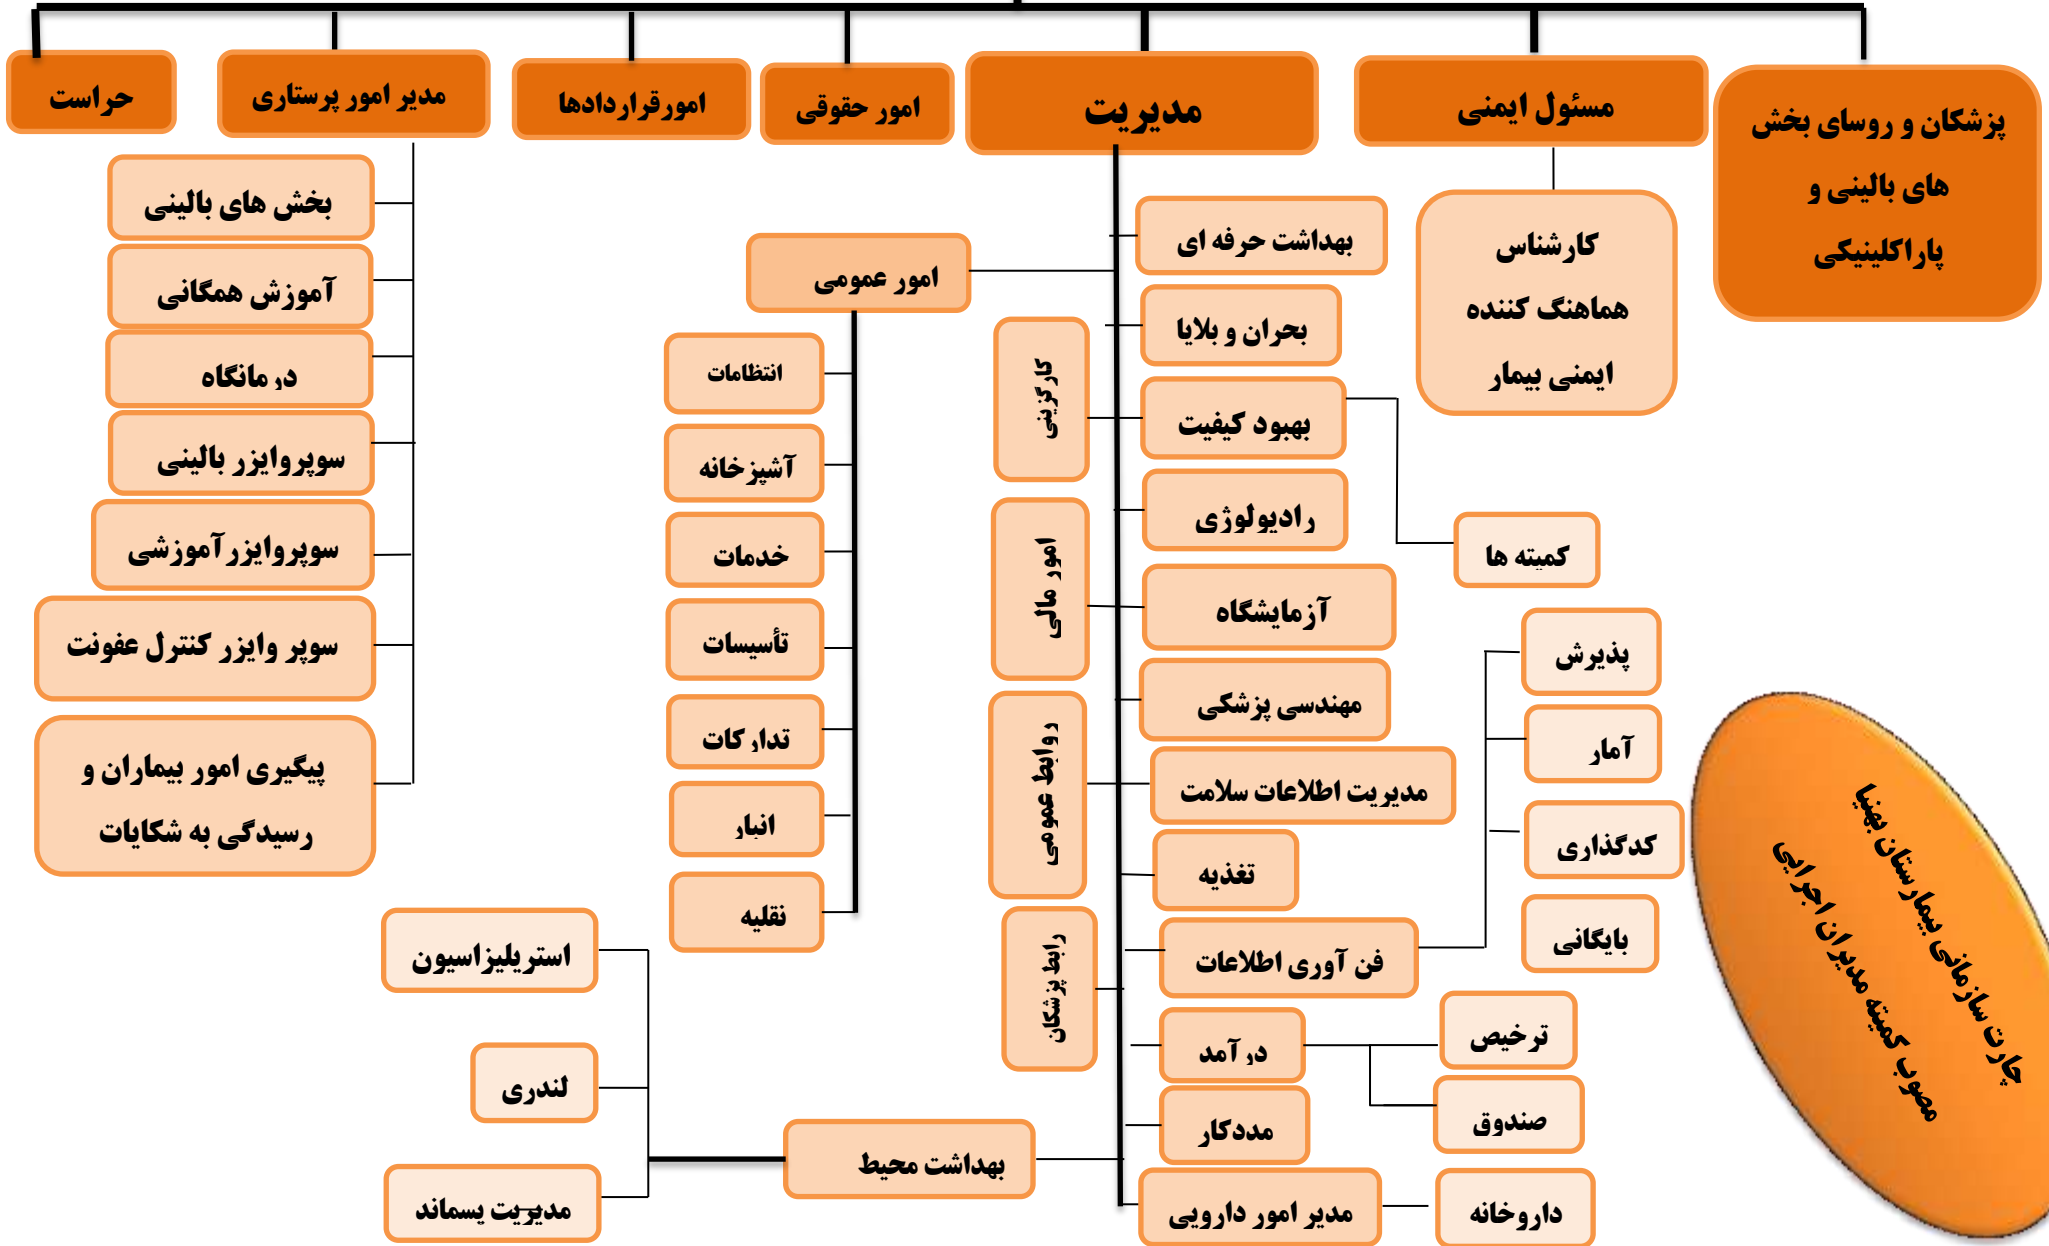 پزشکان و روسای بخش
های بالینی و
پاراکلینیکی
مسئول ایمنی
مدیریت
امور حقوقی
امورقراردادها
مدیر امور پرستاری
حراست
کارشناس
هماهنگ کننده
ایمنی بیمار
بهداشت حرفه ای
بحران و بلایا
بهبود کیفیت
کمیته ها
رادیولوژی
آزمایشگاه
مهندسی پزشکی
مدیریت اطلاعات سلامت
تغذیه
فن آوری اطلاعات
پذیرش
آمار
کدگذاری
بایگانی
درآمد
ترخیص
صندوق
مددکار
مدیر امور دارویی
داروخانه
کارگزینی
امور مالی
روابط عمومی
رابط پزشکان
امور عمومی
انتظامات
آشپزخانه
خدمات
تأسیسات
تدارکات
انبار
نقلیه
بهداشت محیط
استریلیزاسیون
لندری
مدیریت پسماند
بخش های بالینی
آموزش همگانی
درمانگاه
سوپروایزر بالینی
سوپروایزرآموزشی
سوپر وایزر کنترل عفونت
پیگیری امور بیماران و
رسیدگی به شکایات
چارت سازمانی بیمارستان بهنیا
مصوب کمیته مدیران اجرایی